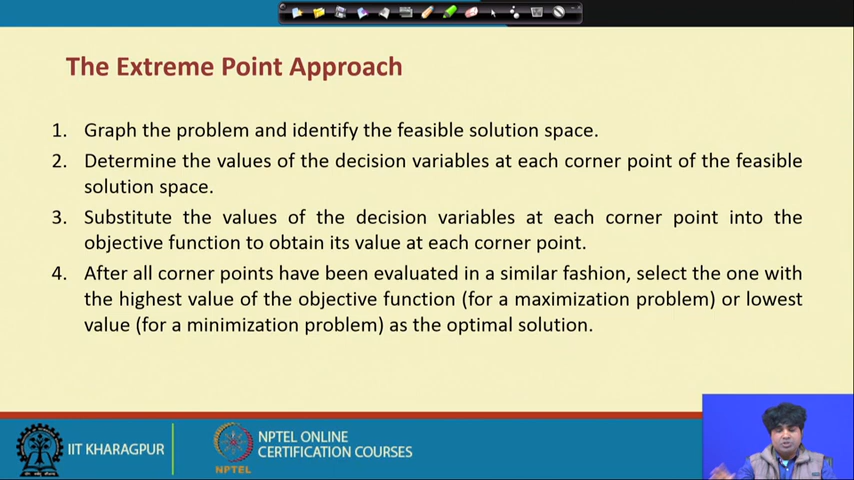 The Extreme Point Approach
1. Graph the problem and identify the feasible solution space.
2. Determine the values of the decision variables at each corner point of the feasible
solution space.
3. Substitute the values of the decision variables at each corner point into the
objective function to obtain its value at each corner point.
4. After all corner points have been evaluated in a similar fashion, select the one with
the highest value of the objective function (for a maximization problem) or lowest
value (for a minimization problem) as the optimal solution.
IIT KHARAGPUR
NPTEL
NPTEL ONLINE
CERTIFICATION COURSES